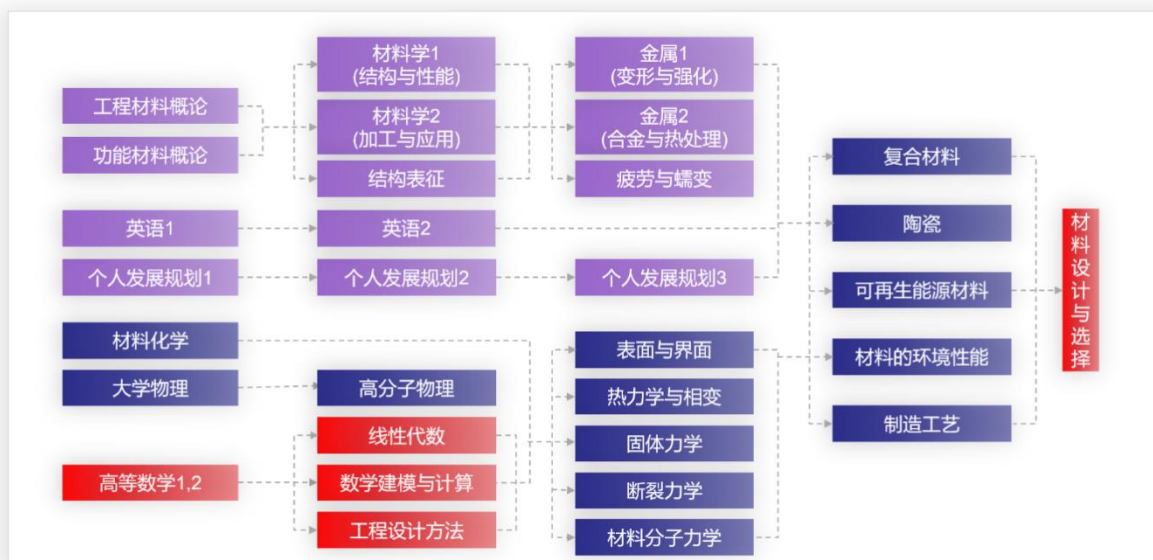 工程材料概论
功能材料概论
英语1
个人发展规划1
材料化学
大学物理
高等数学1,2
材料学1
(结构与性能)
材料学2
(加工与应用)
结构表征
英语2
个人发展规划2
高分子物理
线性代数
数学建模与计算
工程设计方法
金属1
(变形与强化)
金属2
(合金与热处理)
疲劳与蠕变
个人发展规划3
表面与界面
热力学与相变
固体力学
断裂力学
材料分子力学
复合材料
陶瓷
可再生能源材料
材料的环境性能
制造工艺
材料设计与选择